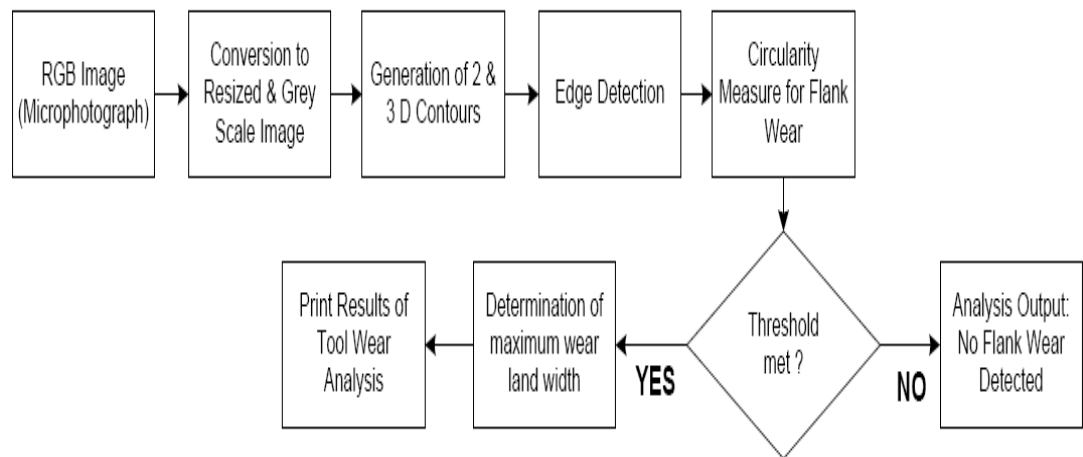 RGB Image
(Microphotograph)
Conversion to
Resized & Grey
Scale Image
Generation of 2 &
3 D Contours
Edge Detection
Circularity
Measure for Flank
Wear
Threshold
met ?
YES
Determination of
maximum wear
land width
Print Results of
Tool Wear
Analysis
NO
Analysis Output:
No Flank Wear
Detected